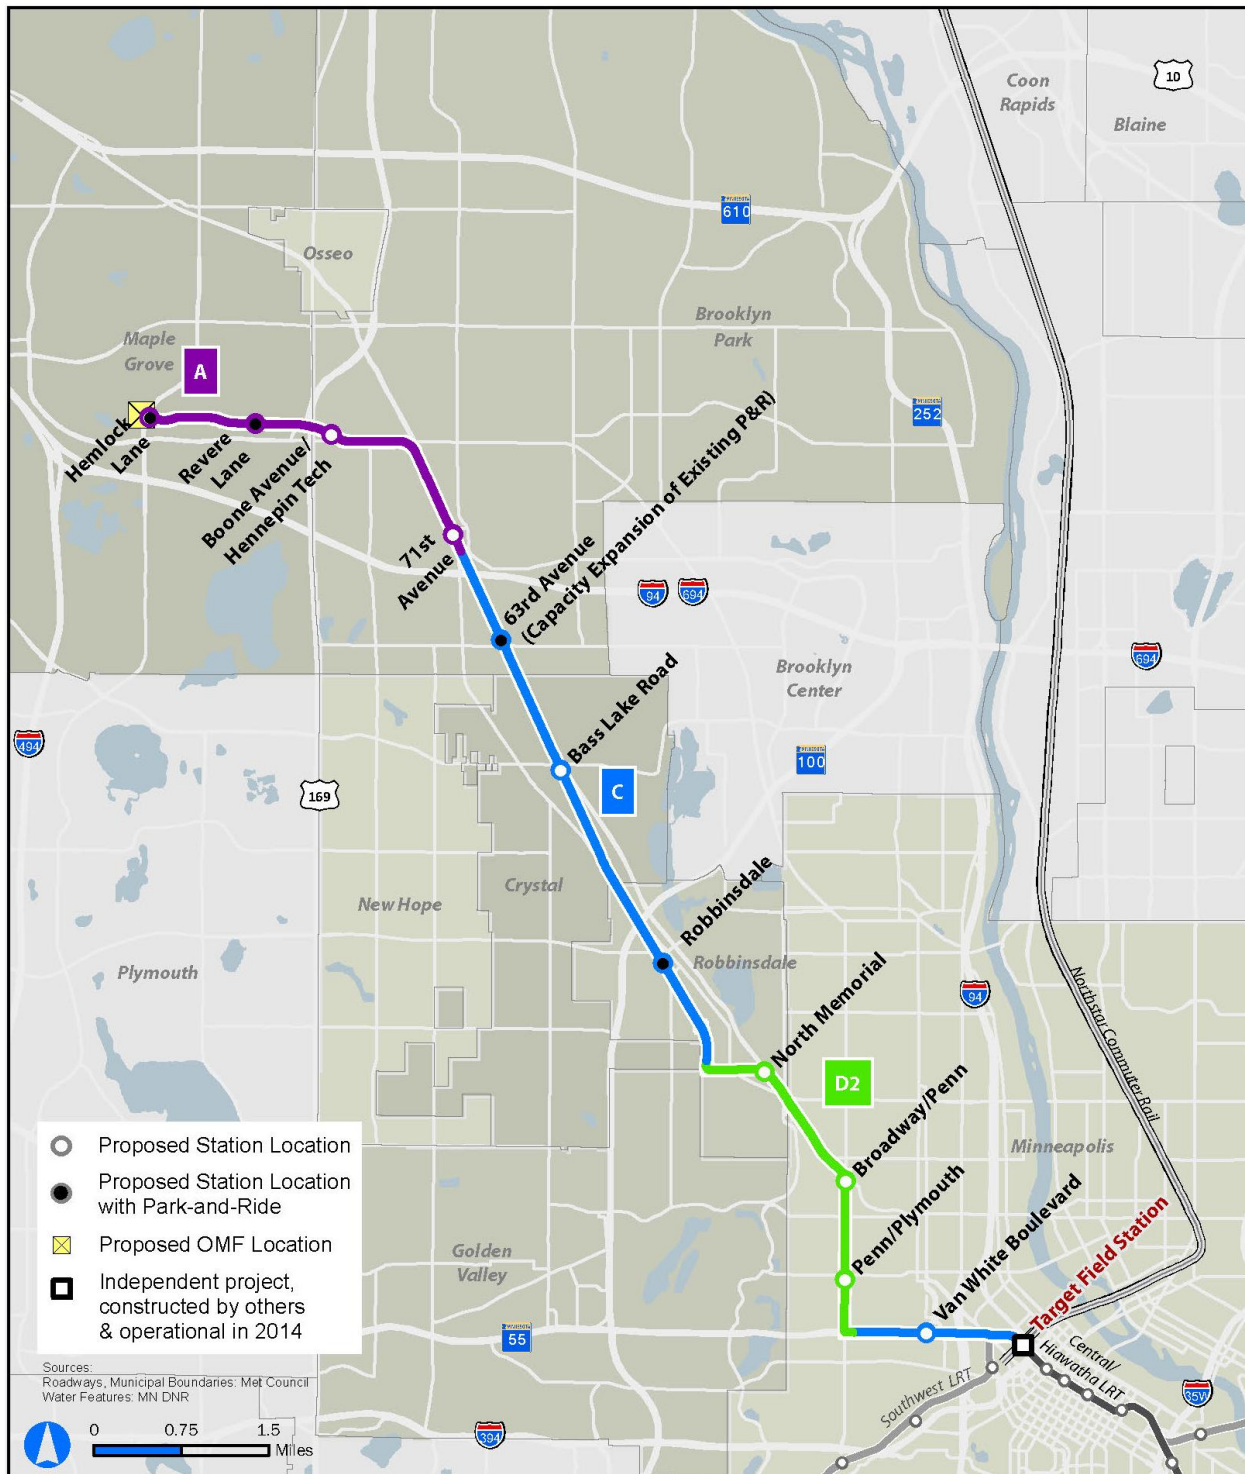 Coon
Rapids
10
Blaine
610
Osseo
Brooklyn
Park
Maple
Grove
A
252
Hemlock
Lane
Revere
Lane
Boone Avenue/
Hennepin Tech
71st
Avenue
63rd Avenue
(Capacity Expansion of Existing P&R)
94
694
694
Brooklyn
Center
Bass Lake Road
494
169
100
C
Crystal
New Hope
Plymouth
Robbinsdale
Robbinsdale
94
Northstar Commuter Rail
North Memorial
D2
Broadway/Penn
Minneapolis
Penn/Plymouth
Van White Boulevard
Target Field Station
Golden
Valley
55
Central/
Hiawatha LRT
Southwest LRT
35W
394
Proposed Station Location
Proposed Station Location
with Park-and-Ride
Proposed OMF Location
Independent project,
constructed by others
& operational in 2014
Sources:
Roadways, Municipal Boundaries: Met Council
Water Features: MN DNR
0 0.75 1.5
Miles